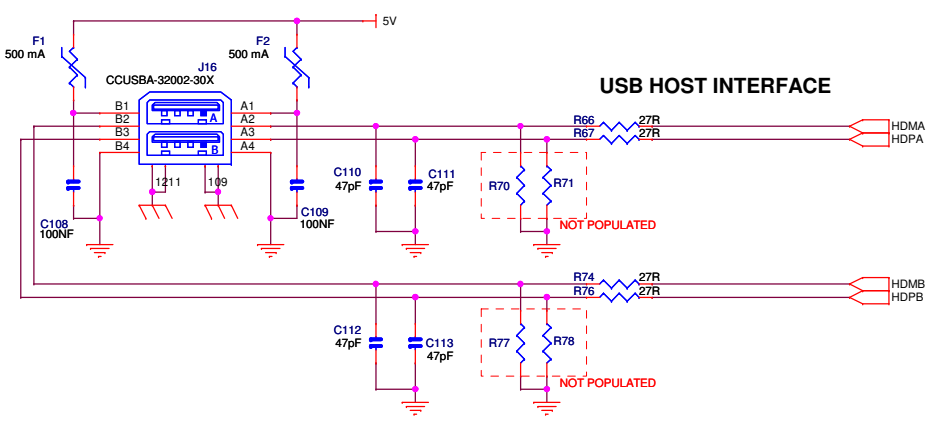 5V
F1
500 mA
F2
500 mA
J16
CCUSBA-32002-30X
USB HOST INTERFACE
B1
B2
B3
B4
A
B
A1
A2
A3
A4
R66
27R
HDMA
R67
27R
HDPA
C110
47pF
C111
47pF
R70
R71
1211
109
C108
100NF
C109
100NF
NOT POPULATED
R74
27R
HDMB
R76
27R
HDPB
C112
47pF
C113
47pF
R77
R78
NOT POPULATED